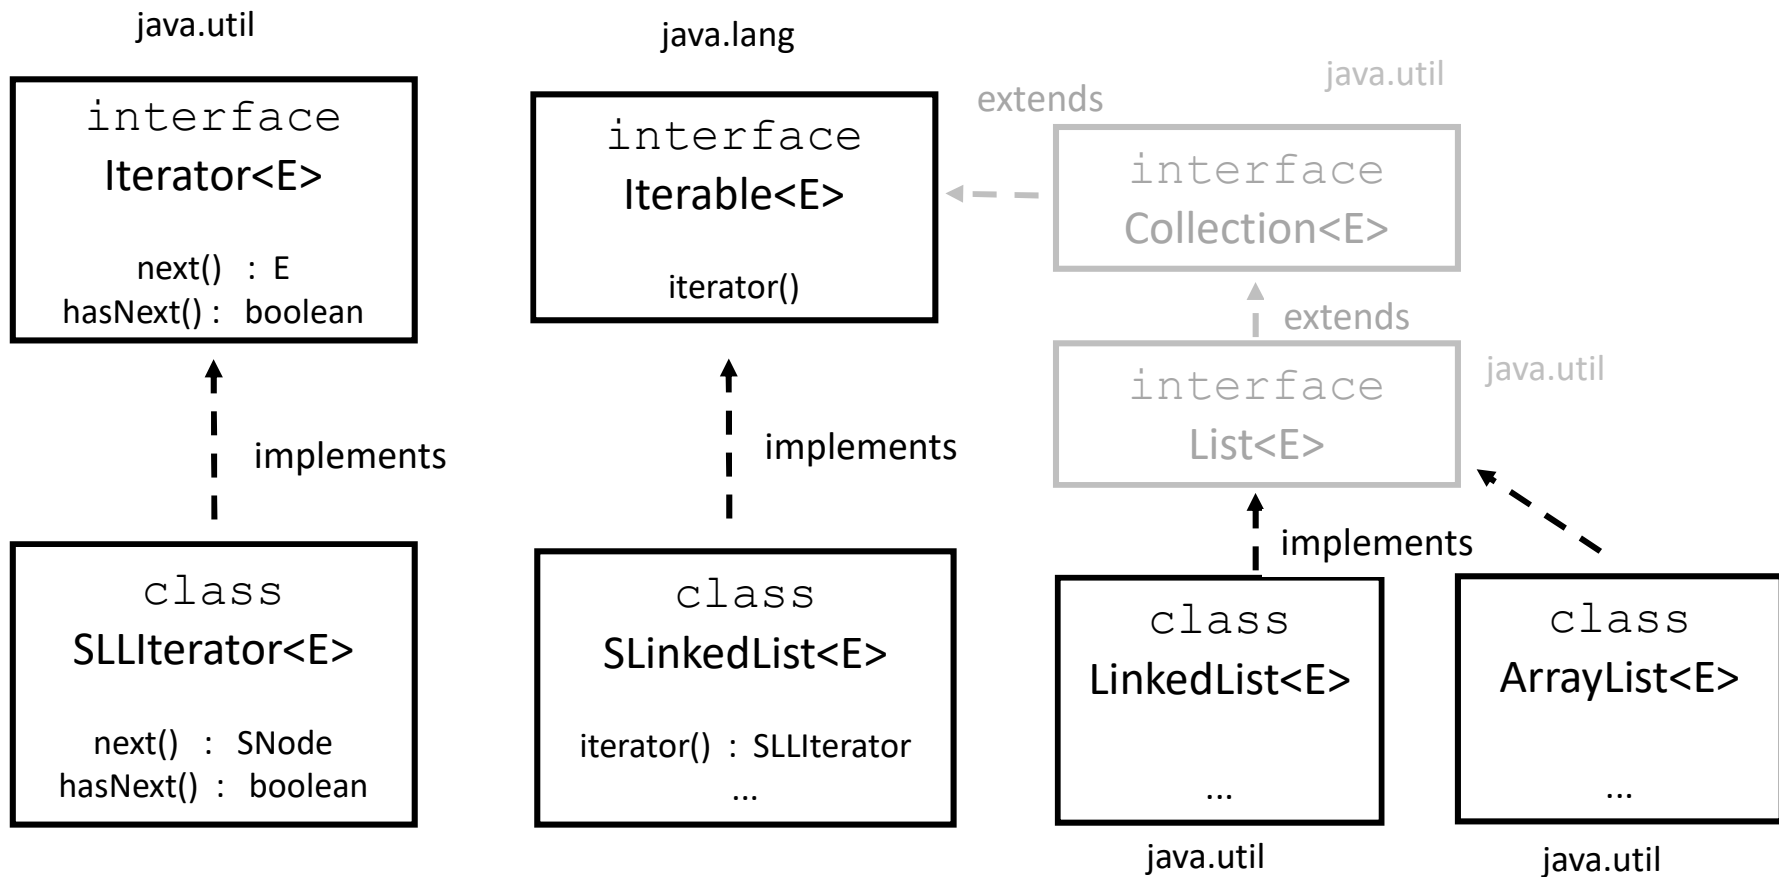 java.util
interface
Iterator<E>
next() : E
hasNext() : boolean
implements
class
SLLIterator<E>
next() : SNode
hasNext() : boolean
java.lang
interface
Iterable<E>
iterator()
implements
class
SLinkedList<E>
iterator() : SLLIterator
...
extends
java.util
interface
Collection<E>
extends
interface
List<E>
java.util
implements
class
LinkedList<E>
...
java.util
class
ArrayList<E>
...
java.util